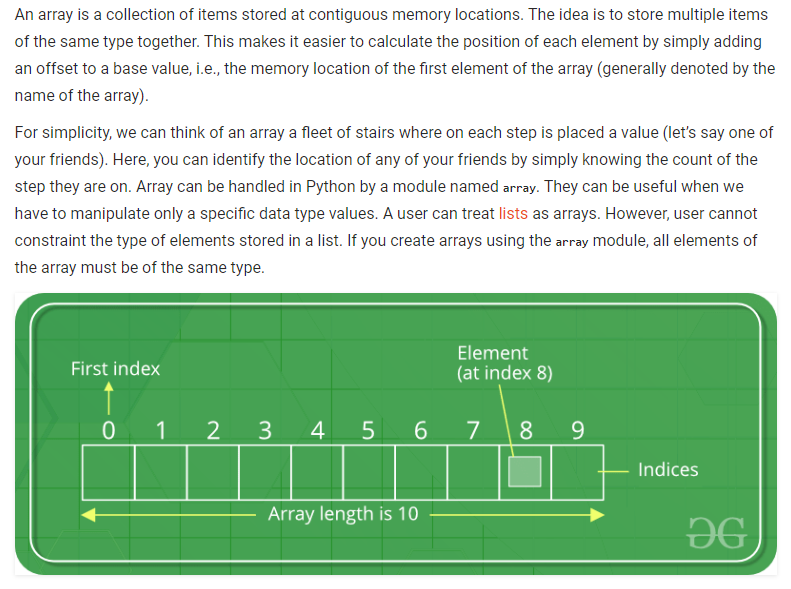 An array is a collection of items stored at contiguous memory locations. The idea is to store multiple items
of the same type together. This makes it easier to calculate the position of each element by simply adding
an offset to a base value, i.e., the memory location of the first element of the array (generally denoted by the
name of the array).
For simplicity, we can think of an array a fleet of stairs where on each step is placed a value (let's say one of
your friends). Here, you can identify the location of any of your friends by simply knowing the count of the
step they are on. Array can be handled in Python by a module named array. They can be useful when we
have to manipulate only a specific data type values. A user can treat lists as arrays. However, user cannot
constraint the type of elements stored in a list. If you create arrays using the array module, all elements of
the array must be of the same type.
First index
Element
(at index 8)
0 1 2 3 4 5 6 7 8 9
Indices
Array length is 10
GG